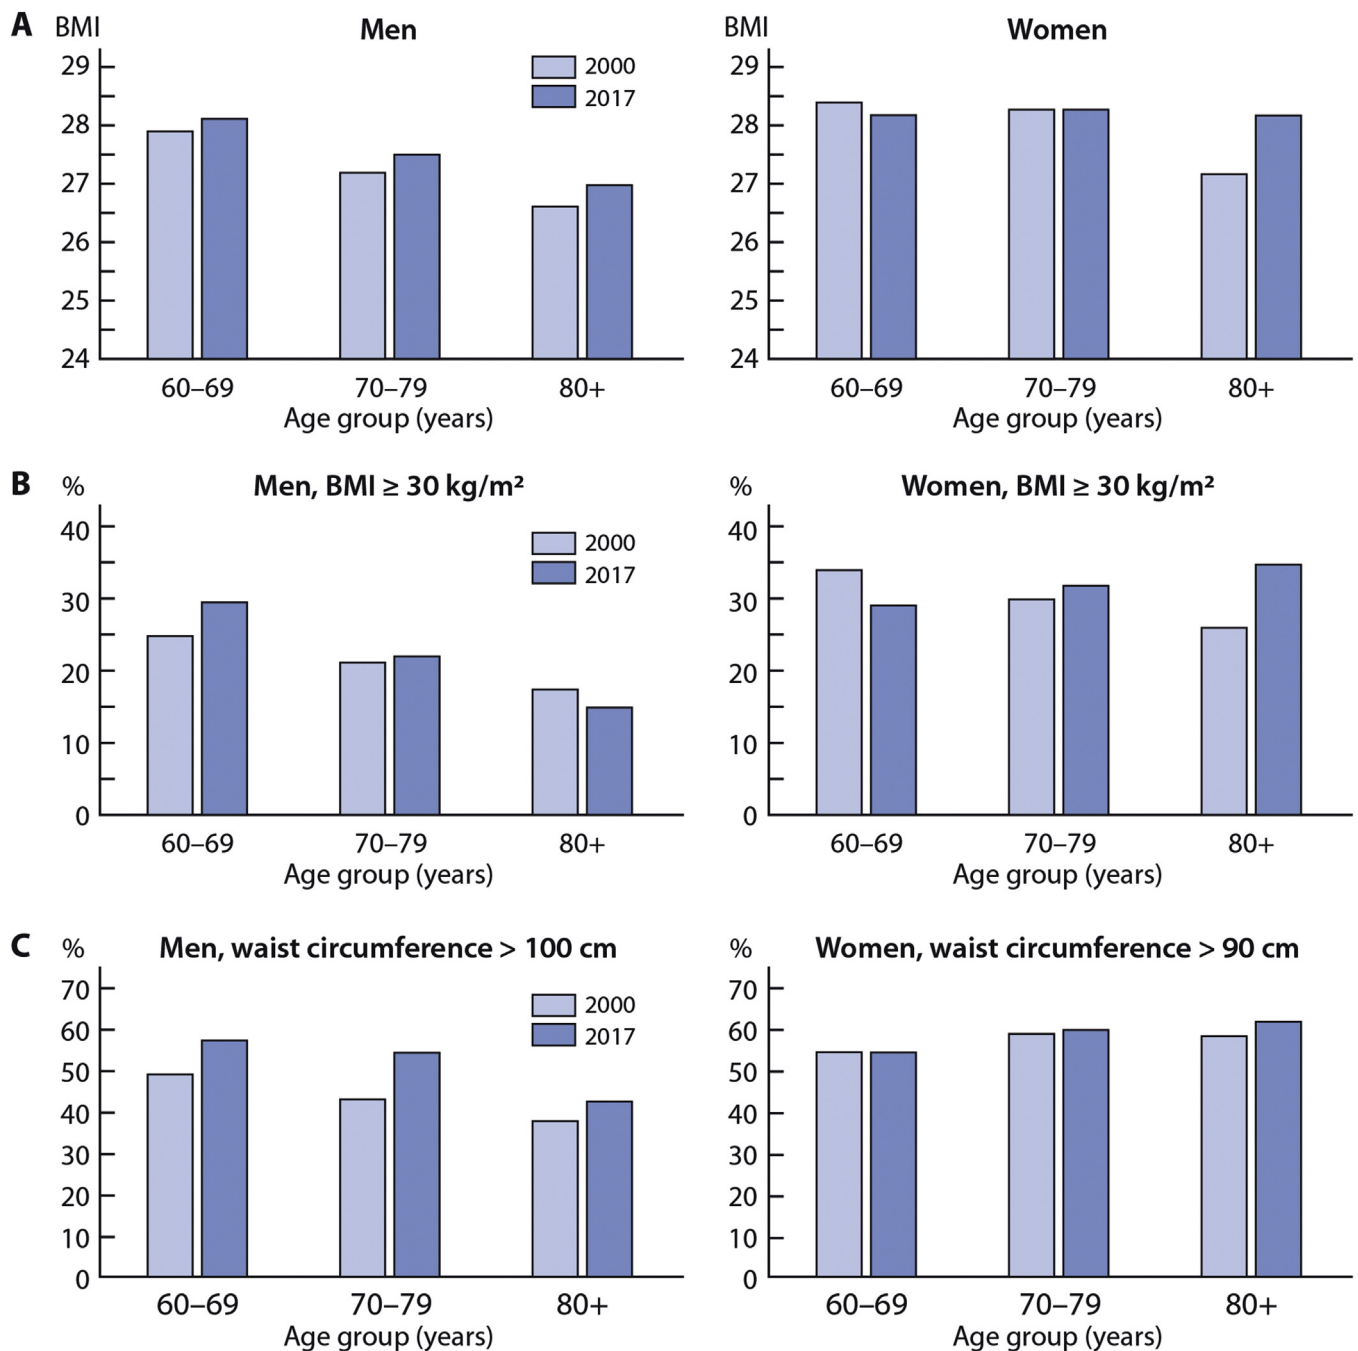 A BMI Men
29
28
27
26
25
24
2000
2017
60–69 70–79 80+
Age group (years)
BMI Women
29
28
27
26
25
24
60–69 70–79 80+
Age group (years)
B % Men, BMI ≥ 30 kg/m²
40
30
20
10
0
2000
2017
60–69 70–79 80+
Age group (years)
% Women, BMI ≥ 30 kg/m²
40
30
20
10
0
60–69 70–79 80+
Age group (years)
C % Men, waist circumference > 100 cm
70
60
50
40
30
20
10
0
2000
2017
60–69 70–79 80+
Age group (years)
% Women, waist circumference > 90 cm
70
60
50
40
30
20
10
0
60–69 70–79 80+
Age group (years)